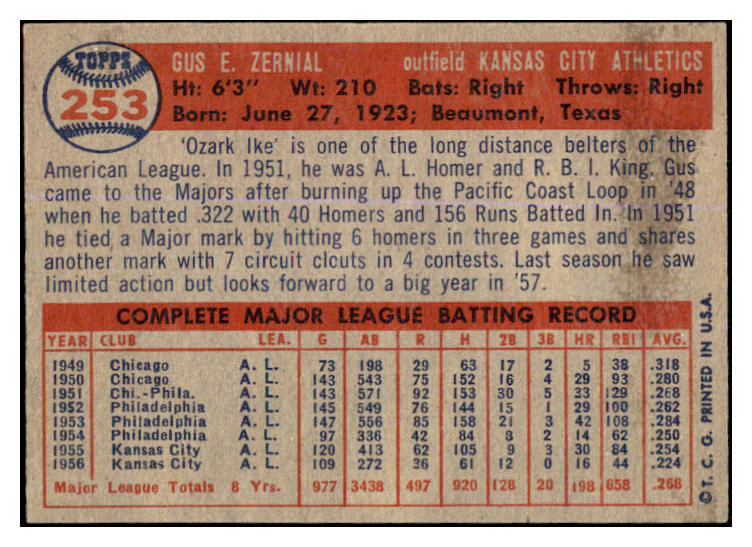 TOPPS
253
GUS E. ZERNIAL outfield KANSAS CITY ATHLETICS
Ht: 6'3" Wt: 210 Bats: Right Throws: Right
Born: June 27, 1923; Beaumont, Texas
'Ozark Ike' is one of the long distance belters of the
American League. In 1951, he was A. L. Homer and R. B. I. King. Gus
came to the Majors after burning up the Pacific Coast Loop in '48
when he batted .322 with 40 Homers and 156 Runs Batted In. In 1951
he tied a Major mark by hitting 6 homers in three games and shares
another mark with 7 circuit clouts in 4 contests. Last season he saw
limited action but looks forward to a big year in '57.
COMPLETE MAJOR LEAGUE BATTING RECORD
YEAR CLUB LEA. G AB R H 2B 3B HR RBI AVG.
1949 Chicago A. L. 73 198 29 63 17 2 5 38 .318
1950 Chicago A. L. 143 543 75 152 16 4 29 93 .280
1951 Chi.-Phila. A. L. 143 571 92 153 30 5 33 129 .268
1952 Philadelphia A. L. 145 549 76 144 15 1 29 100 .262
1953 Philadelphia A. L. 147 556 85 158 21 3 42 108 .284
1954 Philadelphia A. L. 97 336 42 84 8 2 14 62 .250
1955 Kansas City A. L. 120 413 62 105 9 3 30 84 .254
1956 Kansas City A. L. 109 272 36 61 12 0 16 44 .224
Major League Totals 8 Yrs. 977 3438 497 920 128 20 198 658 .268
© T. C. G. PRINTED IN U.S.A.